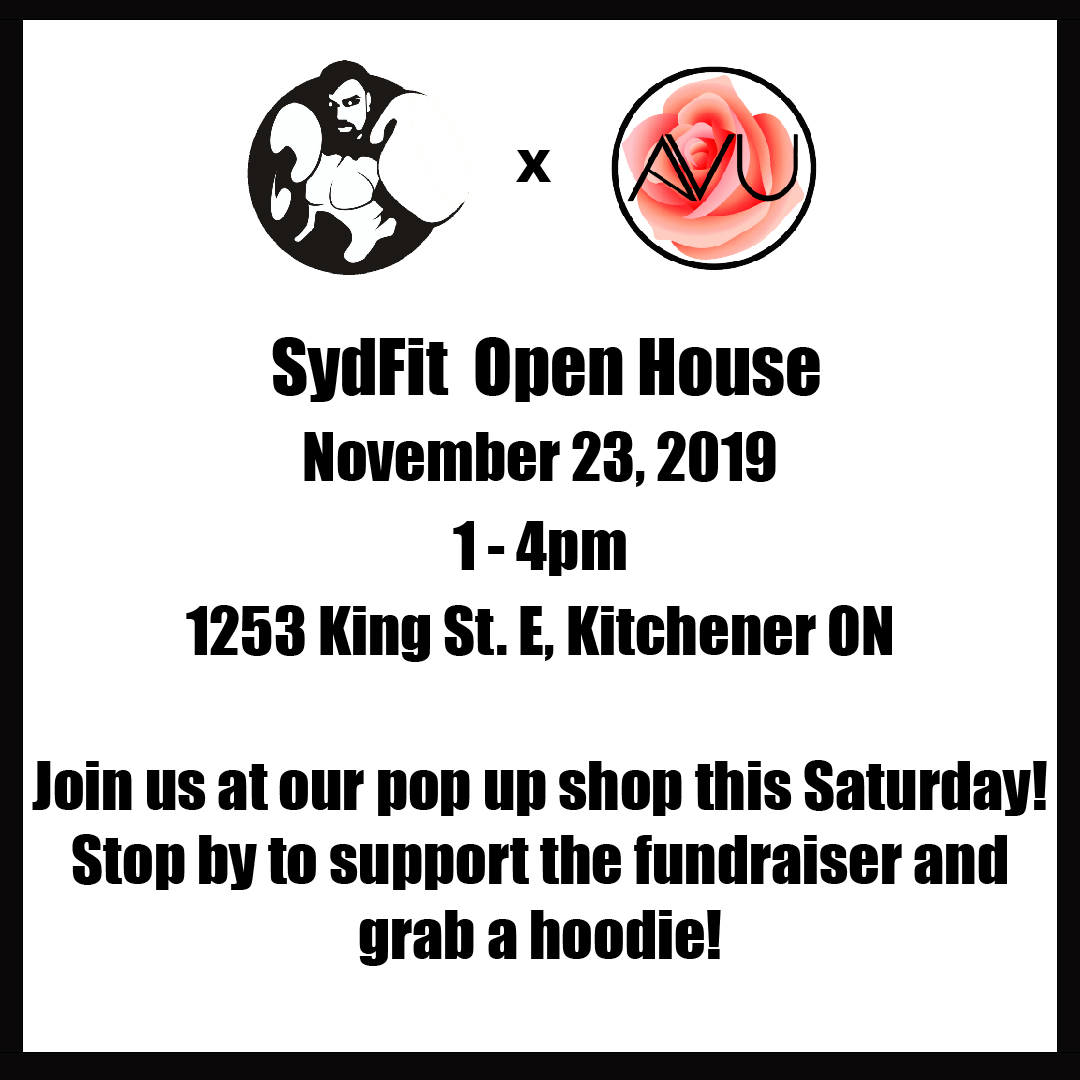 x
AVU
SydFit Open House
November 23, 2019
1 - 4pm
1253 King St. E, Kitchener ON
Join us at our pop up shop this Saturday!
Stop by to support the fundraiser and
grab a hoodie!